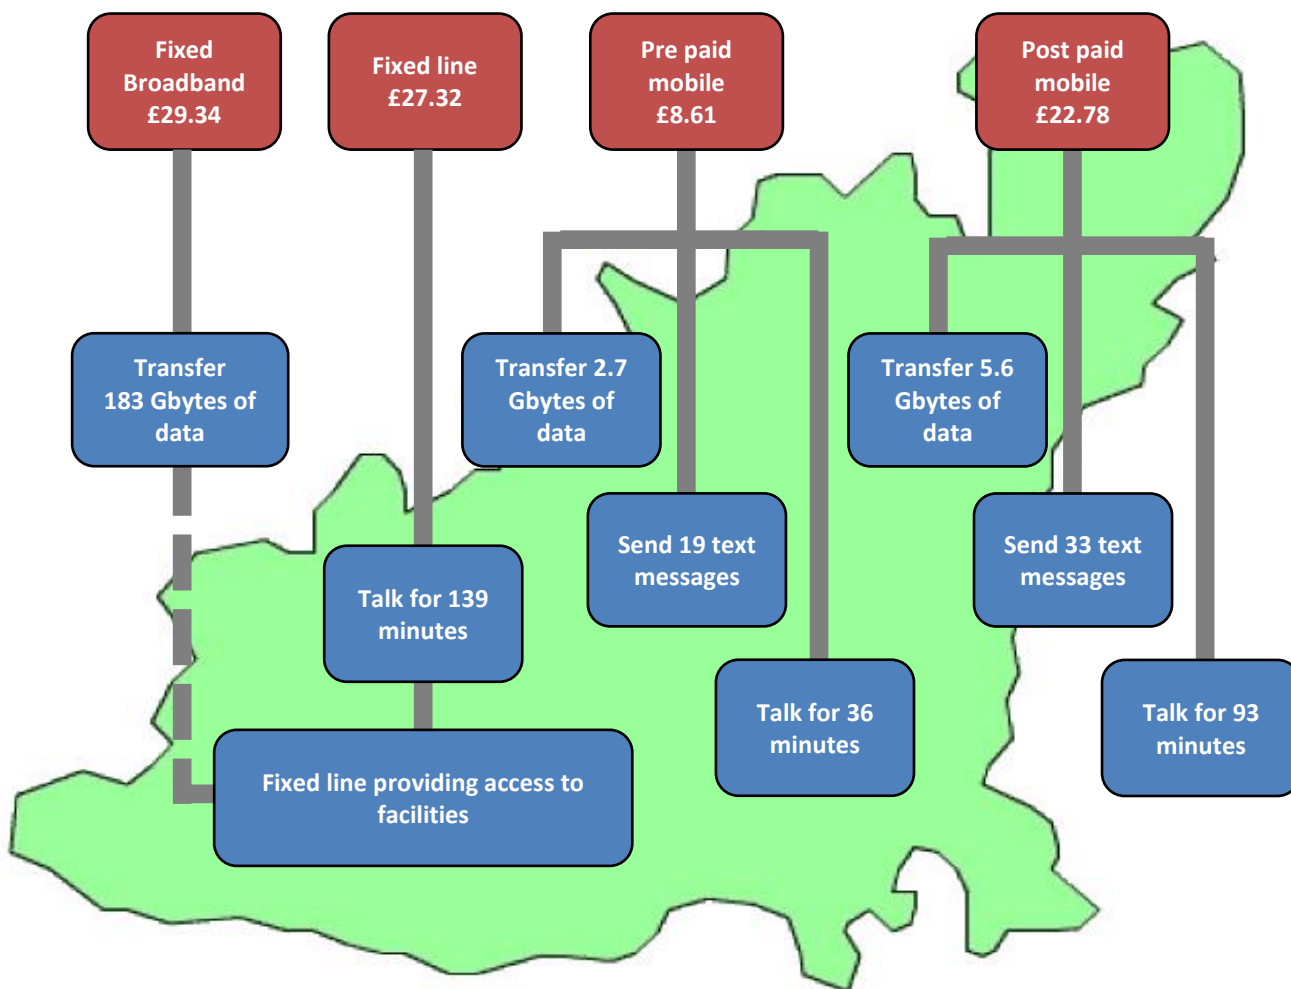 Fixed
Broadband
£29.34
Fixed line
£27.32
Pre paid
mobile
£8.61
Post paid
mobile
£22.78
Transfer
183 Gbytes of
data
Transfer 2.7
Gbytes of
data
Transfer 5.6
Gbytes of
data
Send 19 text
messages
Send 33 text
messages
Talk for 139
minutes
Talk for 36
minutes
Talk for 93
minutes
Fixed line providing access to
facilities